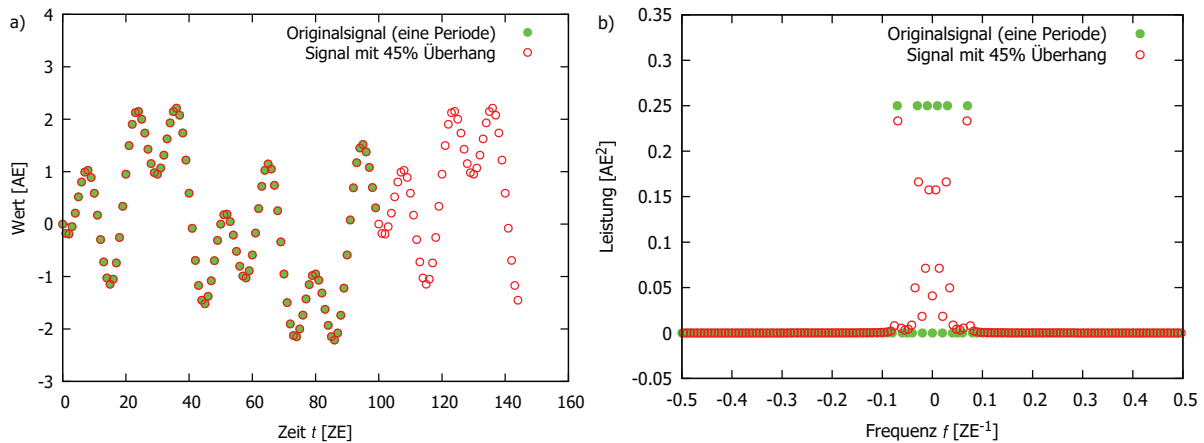 a)
Originalsignal (eine Periode)
Signal mit 45% Überhang
4
3
2
1
0
-1
-2
-3
Wert [AE]
0 20 40 60 80 100 120 140 160
Zeit t [ZE]
b)
Originalsignal (eine Periode)
Signal mit 45% Überhang
0.35
0.3
0.25
0.2
0.15
0.1
0.05
0
-0.05
Leistung [AE²]
-0.5 -0.4 -0.3 -0.2 -0.1 0 0.1 0.2 0.3 0.4 0.5
Frequenz f [ZE⁻¹]